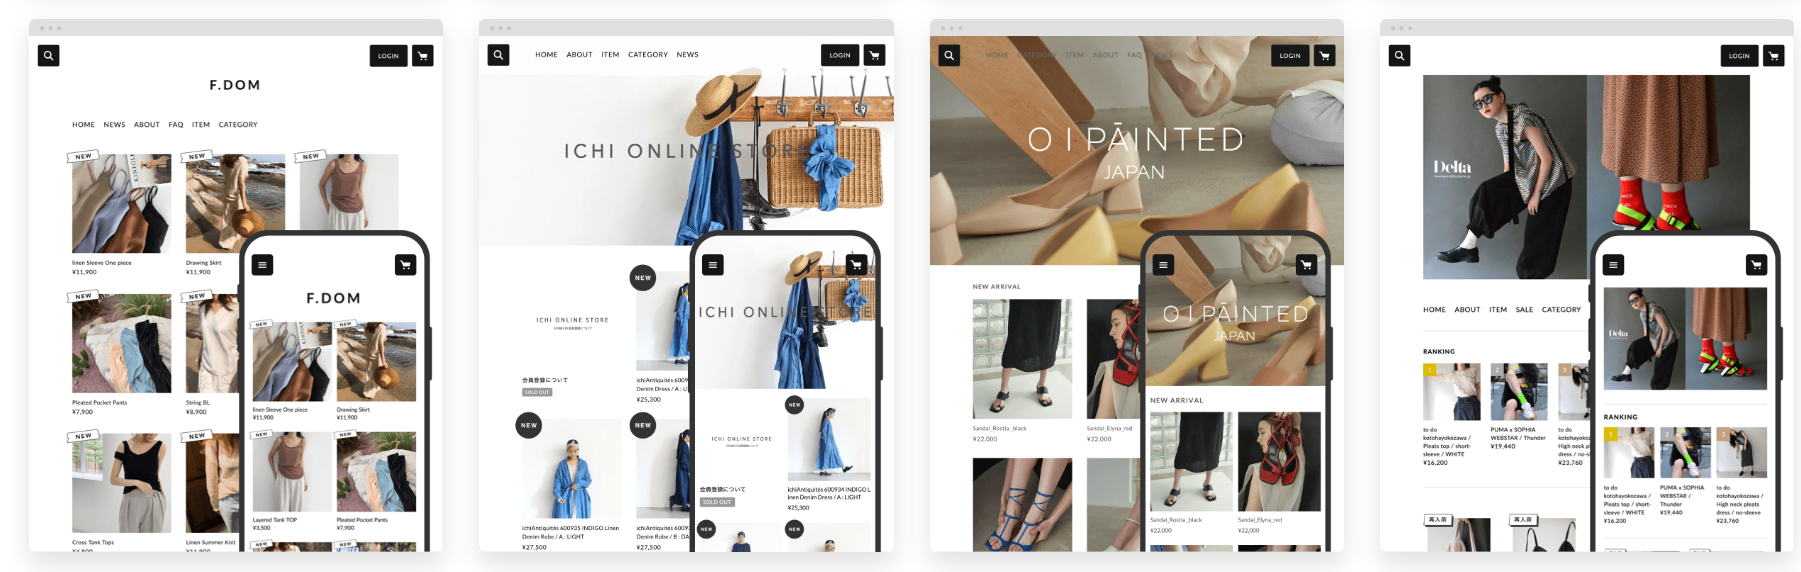 LOGIN
F.DOM
HOME NEWS ABOUT FAQ ITEM CATEGORY
NEW
NEW
NEW
linen Sleeve One piece
¥11,900
Drawing Skirt
¥11,900
NEW
NEW
Pleated Pocket Pants
¥7,900
String BL
¥8,900
NEW
NEW
Cross Tank Tops
Linen Summer Knit
F.DOM
NEW
NEW
linen Sleeve One piece
¥11,900
Drawing Skirt
¥11,900
NEW
NEW
Layered Tank TOP
¥3,500
Pleated Pocket Pants
¥7,900
NEW
NEW
HOME ABOUT ITEM CATEGORY NEWS
LOGIN
ICHI ONLINE STORE
ICHI ONLINE STORE
会員登録について
SOLD OUT
NEW
ichiAntiquités 6009
Denim Dress / A : LI
¥25,300
NEW
ichiAntiquités 600935 INDIGO Linen
Denim Robe / A : LIGHT
¥27,500
NEW
ichiAntiquités 6009
Denim Robe / B : DA
¥27,500
ICHI ONLINE STORE
ICHI ONLINE STORE
会員登録について
SOLD OUT
NEW
ichiAntiquités 600934 INDIGO L
inen Denim Dress / A : LIGHT
¥25,300
NEW
NEW
HOME CATEGORY ITEM ABOUT FAQ NEWS
LOGIN
O I PĀINTED
JAPAN
NEW ARRIVAL
Sandal_Rostia_black
¥22,000
Sandal_Elyna_red
¥22,000
O I PĀINTED
JAPAN
NEW ARRIVAL
Sandal_Rostia_black
¥22,000
Sandal_Elyna_red
¥22,000
LOGIN
Delta
HOME ABOUT ITEM SALE CATEGORY
RANKING
1
2
3
to do
kotohayokozawa /
Pleats top / short-
sleeve / WHITE
¥16,200
PUMA x SOPHIA
WEBSTAR / Thunder
¥19,440
to do
kotohayokoz
High neck pl
dress / no-sl
¥23,760
再入荷
再入荷
Delta
RANKING
1
2
3
to do
kotohayokozawa /
Pleats top / short-
sleeve / WHITE
¥16,200
PUMA x SOPHIA
WEBSTAR /
Thunder
¥19,440
to do
kotohayokozawa /
High neck pleats
dress / no-sleeve
¥23,760